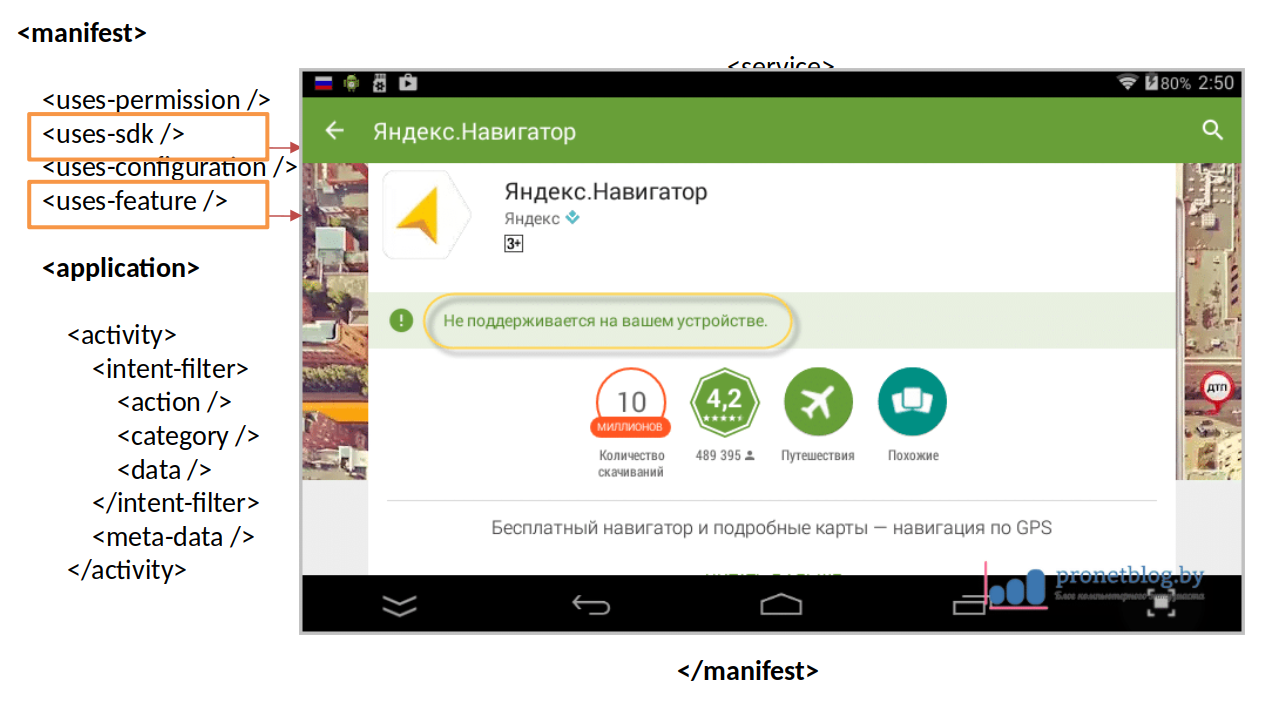 <manifest>
<service>
<uses-permission />
<uses-sdk />
<uses-configuration />
<uses-feature />
<application>
<activity>
<intent-filter>
<action />
<category />
<data />
</intent-filter>
<meta-data />
</activity>
80% 2:50
Яндекс.Навигатор
Яндекс.Навигатор
Яндекс
3+
Не поддерживается на вашем устройстве.
10
МИЛЛИОНОВ
4,2
Количество
скачиваний
489 395
Путешествия
Похожие
ДТП
Бесплатный навигатор и подробные карты — навигация по GPS
pronetblog.by
</manifest>